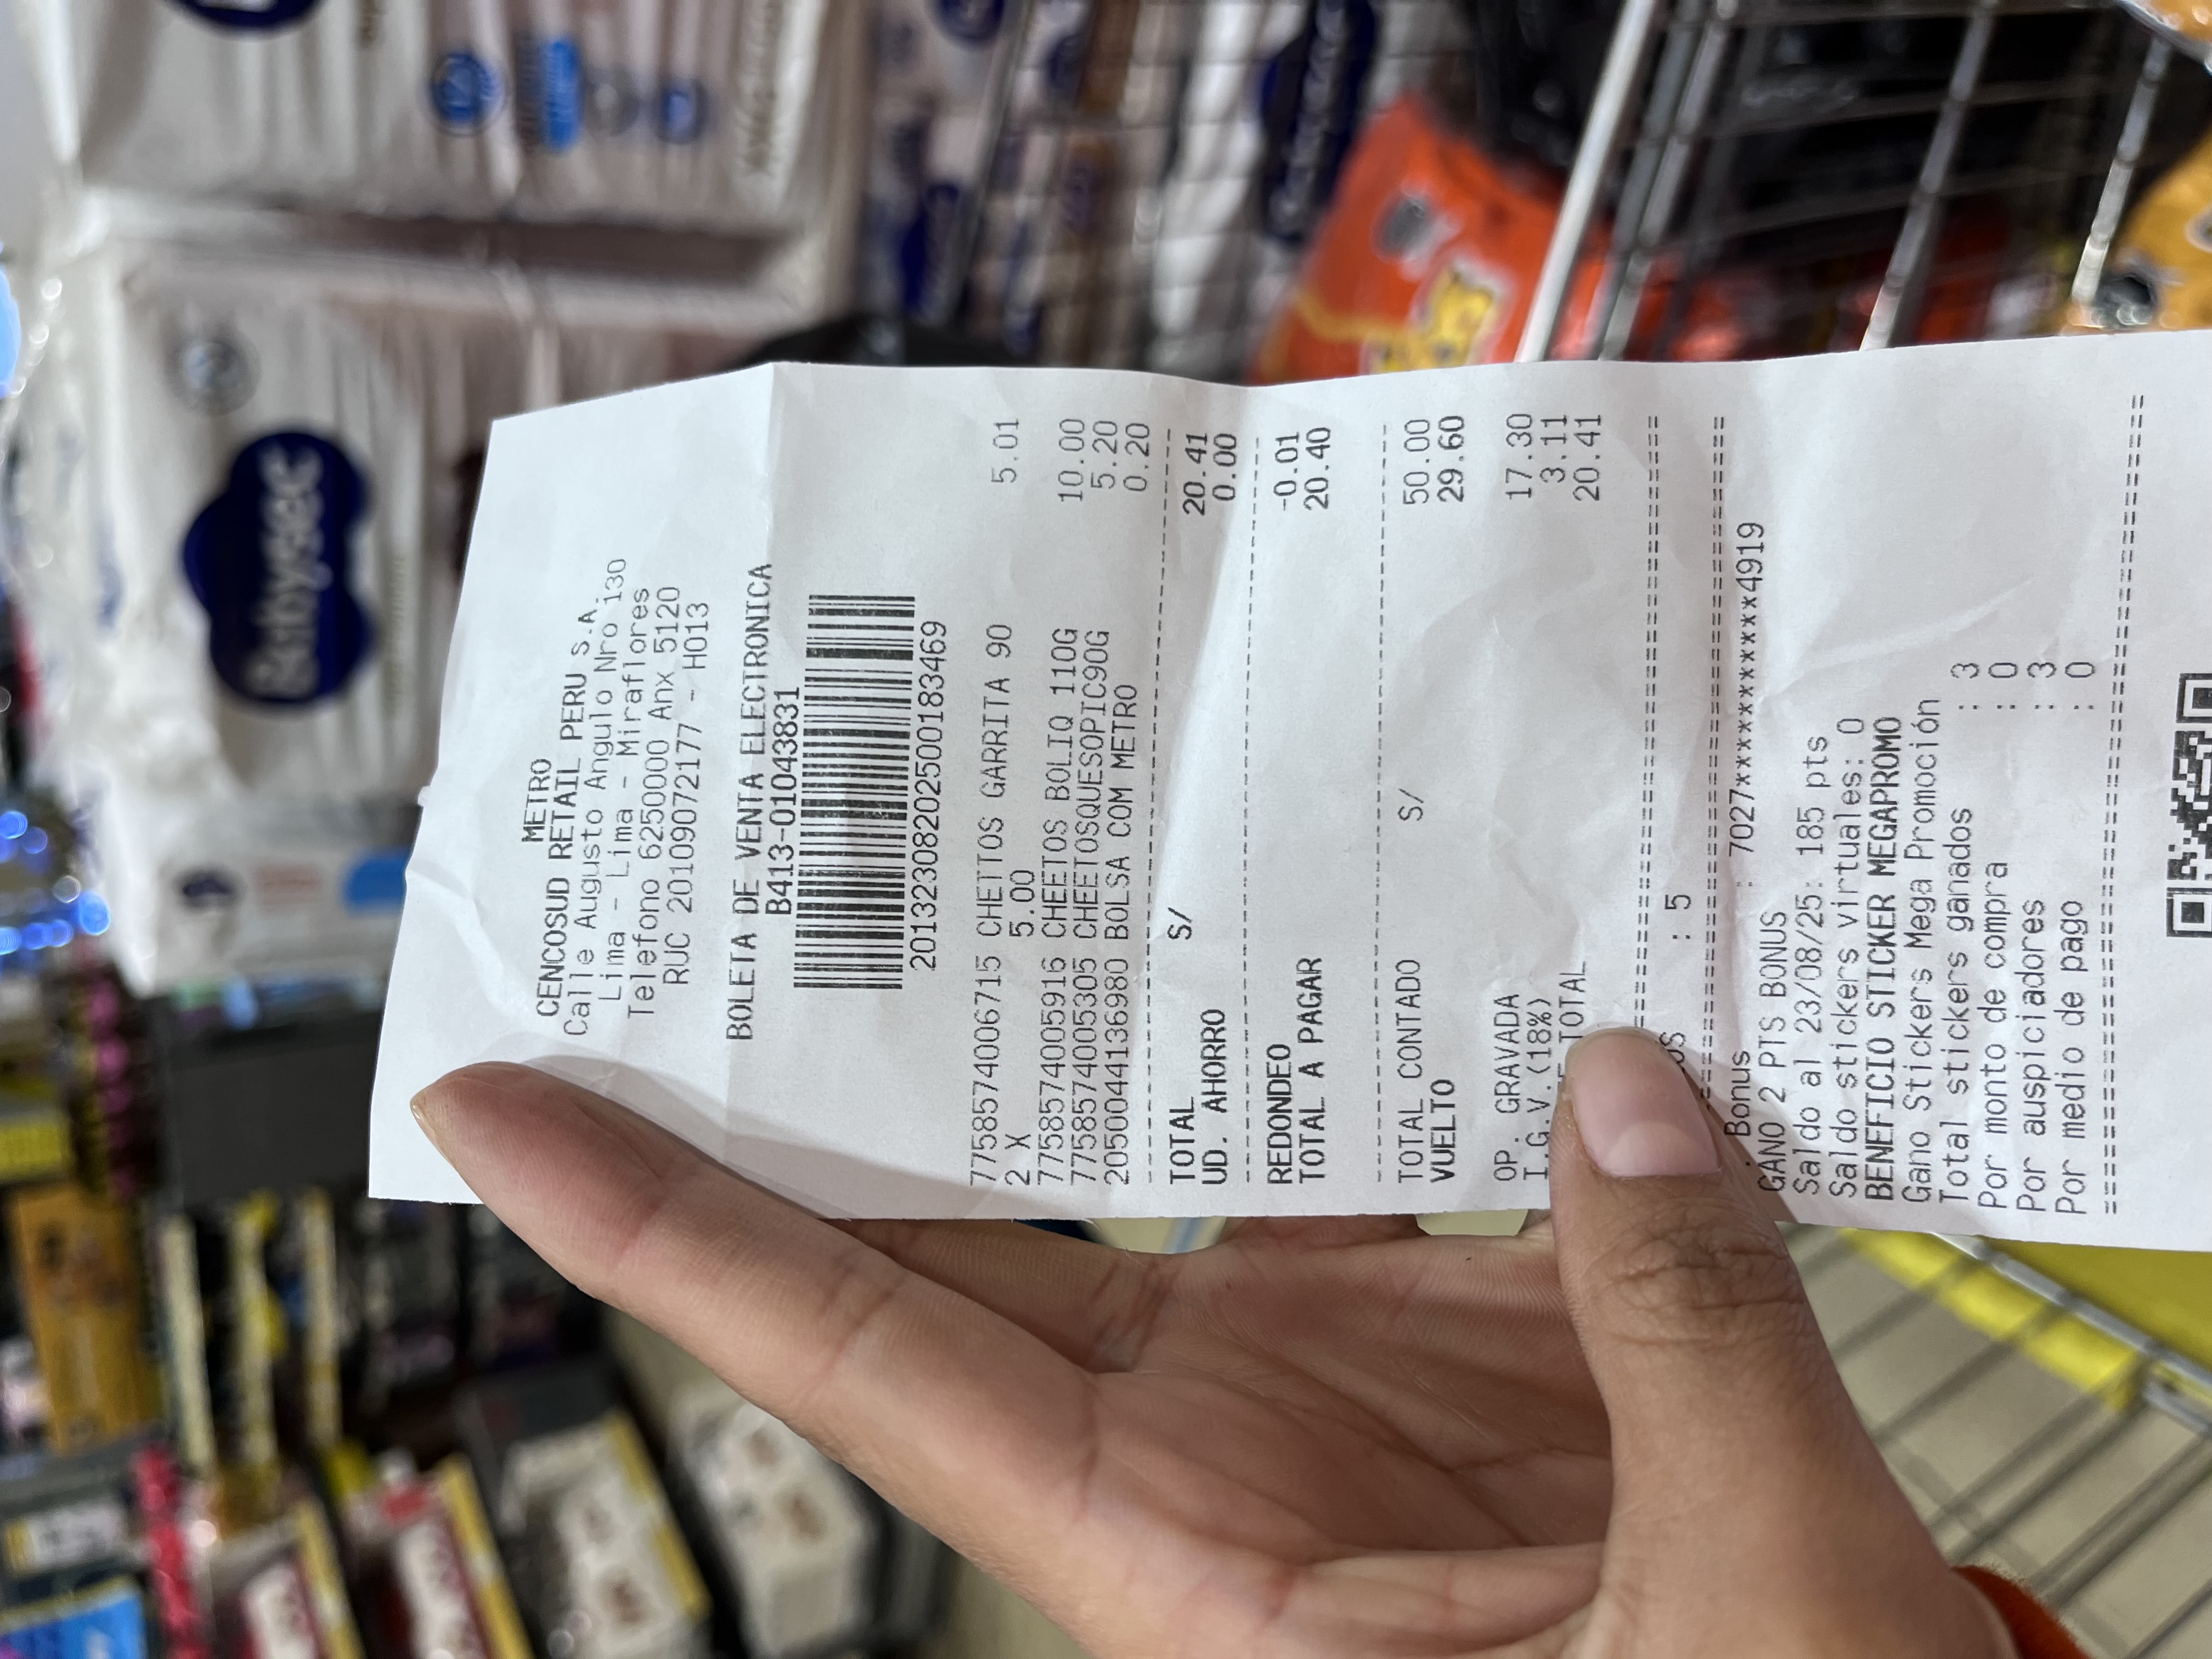 Babysec
METRO
CENCOSUD RETAIL PERU S.A.
Calle Augusto Angulo Nro 130
Lima - Lima - Miraflores
Telefono 6250000 Anx 5120
RUC 20109072177 - H013
BOLETA DE VENTA ELECTRONICA
B413-01043831
20132308202500183469
7758574006715 CHETTOS GARRITA 90 5.01
2 X 5.00
7758574005916 CHEETOS BOLIQ 110G 10.00
7758574005305 CHEETOSQUESOPIC90G 5.20
2050044136980 BOLSA COM METRO 0.20
TOTAL S/ 20.41
UD. AHORRO 0.00
REDONDEO -0.01
TOTAL A PAGAR 20.40
TOTAL CONTADO S/ 50.00
VUELTO 29.60
OP. GRAVADA 17.30
I.G.V.(18%) 3.11
TOTAL 20.41
: 5
. Bonus : 7027***********4919
GANO 2 PTS BONUS
Saldo al 23/08/25: 185 pts
Saldo stickers virtuales: 0
BENEFICIO STICKER MEGAPROMO
Gano Stickers Mega Promoción
Total stickers ganados : 3
Por monto de compra : 0
Por auspiciadores : 3
Por medio de pago : 0